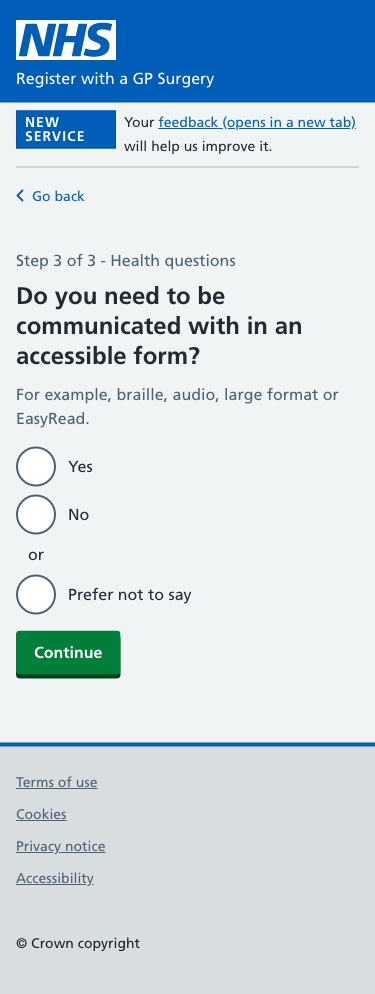 NHS
Register with a GP Surgery
NEW
SERVICE
Your feedback (opens in a new tab)
will help us improve it.
Go back
Step 3 of 3 - Health questions
Do you need to be
communicated with in an
accessible form?
For example, braille, audio, large format or
EasyRead.
Yes
No
or
Prefer not to say
Continue
Terms of use
Cookies
Privacy notice
Accessibility
© Crown copyright